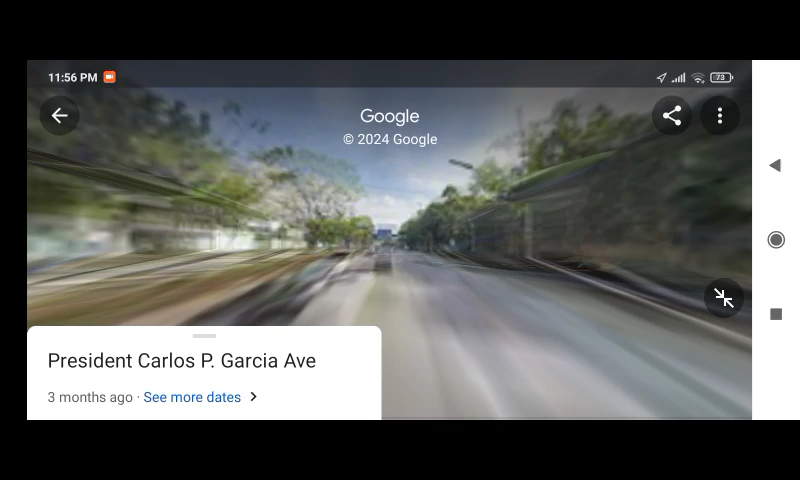 11:56 PM
73
Google
© 2024 Google
President Carlos P. Garcia Ave
3 months ago · See more dates